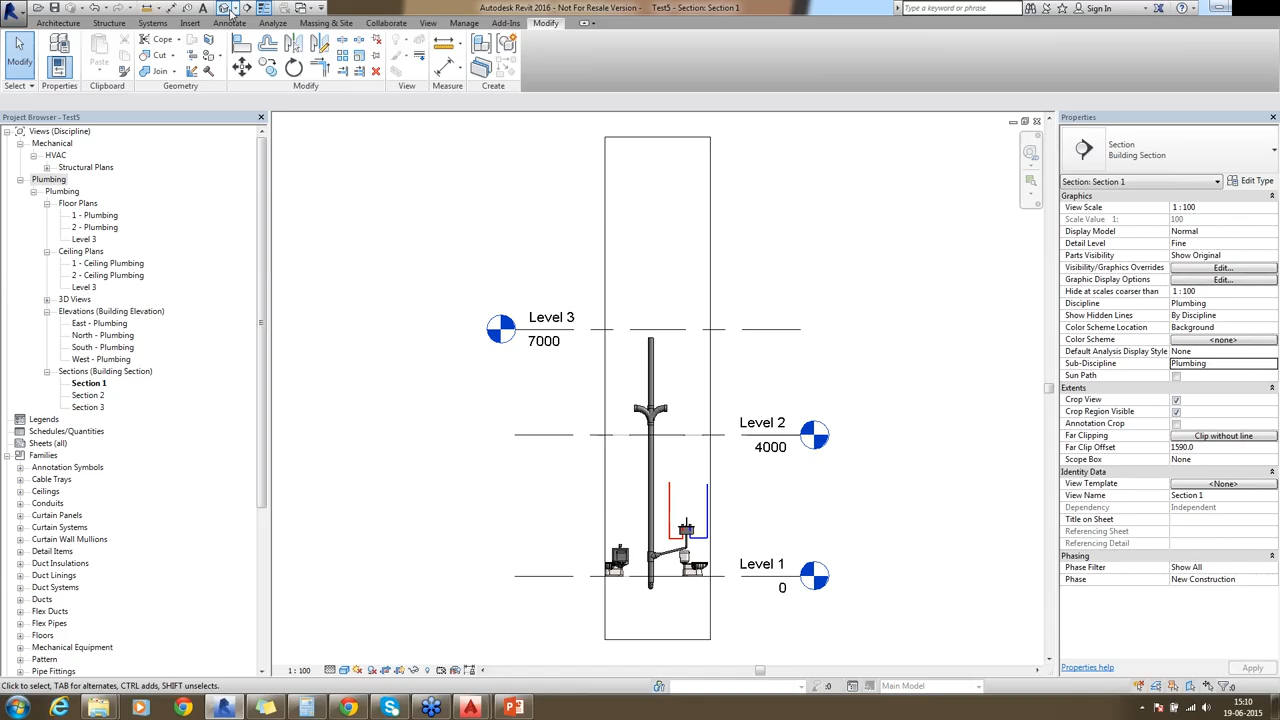 Autodesk Revit 2016 - Not For Resale Version - Test5 - Section: Section 1
Type a keyword or phrase
Sign In
Architecture Structure Systems Insert Annotate Analyze Massing & Site Collaborate View Manage Add-Ins Modify
Modify
Paste
Cope
Cut
Join
Select Properties Clipboard Geometry Modify View Measure Create
Project Browser - Test5
Views (Discipline)
Mechanical
HVAC
Structural Plans
Plumbing
Plumbing
Floor Plans
1 - Plumbing
2 - Plumbing
Level 3
Ceiling Plans
1 - Ceiling Plumbing
2 - Ceiling Plumbing
Level 3
3D Views
Elevations (Building Elevation)
East - Plumbing
North - Plumbing
South - Plumbing
West - Plumbing
Sections (Building Section)
Section 1
Section 2
Section 3
Legends
Schedules/Quantities
Sheets (all)
Families
Annotation Symbols
Cable Trays
Ceilings
Conduits
Curtain Panels
Curtain Systems
Curtain Wall Mullions
Detail Items
Duct Insulations
Duct Linings
Duct Systems
Ducts
Flex Ducts
Flex Pipes
Floors
Mechanical Equipment
Pattern
Pipe Fittings
Level 3
7000
Level 2
4000
Level 1
0
1 : 100
Properties
Section
Building Section
Section: Section 1
Edit Type
Graphics
View Scale 1 : 100
Scale Value 1: 100
Display Model Normal
Detail Level Fine
Parts Visibility Show Original
Visibility/Graphics Overrides Edit...
Graphic Display Options Edit...
Hide at scales coarser than 1 : 100
Discipline Plumbing
Show Hidden Lines By Discipline
Color Scheme Location Background
Color Scheme <none>
Default Analysis Display Style None
Sub-Discipline Plumbing
Sun Path
Extents
Crop View
Crop Region Visible
Annotation Crop
Far Clipping Clip without line
Far Clip Offset 1590.0
Scope Box None
Identity Data
View Template <None>
View Name Section 1
Dependency Independent
Title on Sheet
Referencing Sheet
Referencing Detail
Phasing
Phase Filter Show All
Phase New Construction
Properties help
Apply
Click to select, TAB for alternates, CTRL adds, SHIFT unselects.
:0
Main Model
:0
15:10
19-06-2015